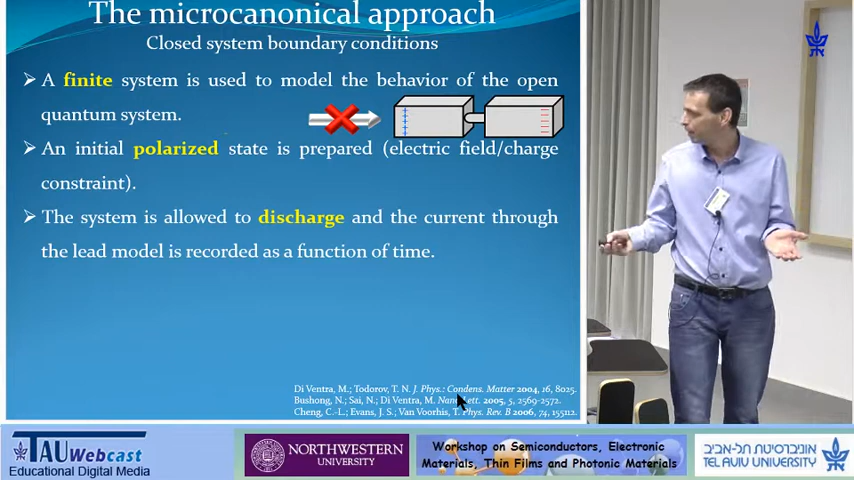 The microcanonical approach
Closed system boundary conditions
➢ A finite system is used to model the behavior of the open
quantum system.
➢ An initial polarized state is prepared (electric field/charge
constraint).
➢ The system is allowed to discharge and the current through
the lead model is recorded as a function of time.
Di Ventra, M.; Todorov, T. N. J. Phys.: Condens. Matter 2004, 16, 8025.
Bushong, N.; Sai, N.; Di Ventra, M. Nano Lett. 2005, 5, 2569-2572.
Cheng, C.-L.; Evans, J. S.; Van Voorhis, T. Phys. Rev. B 2006, 74, 155112.
TAU Webcast
Educational Digital Media
NORTHWESTERN
UNIVERSITY
Workshop on Semiconductors, Electronic
Materials, Thin Films and Photonic Materials
אוניברסיטת תל-אביב
TEL AVIV UNIVERSITY